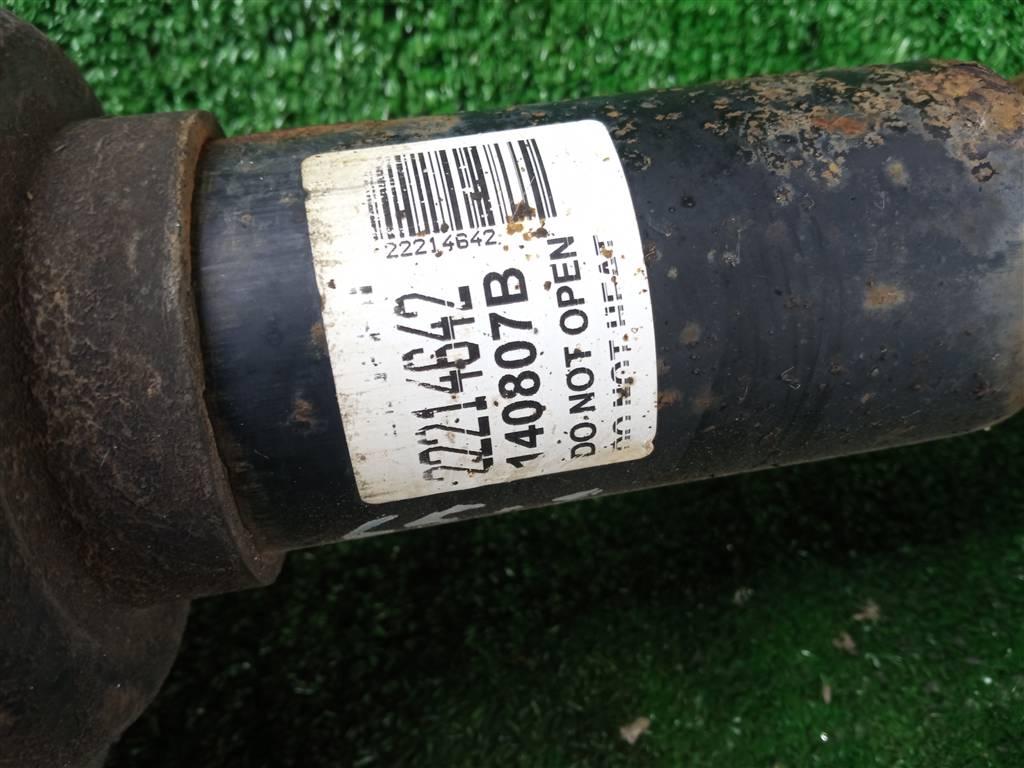 22214642
22214642
140807B
DO NOT OPEN
DO NOT HEAT